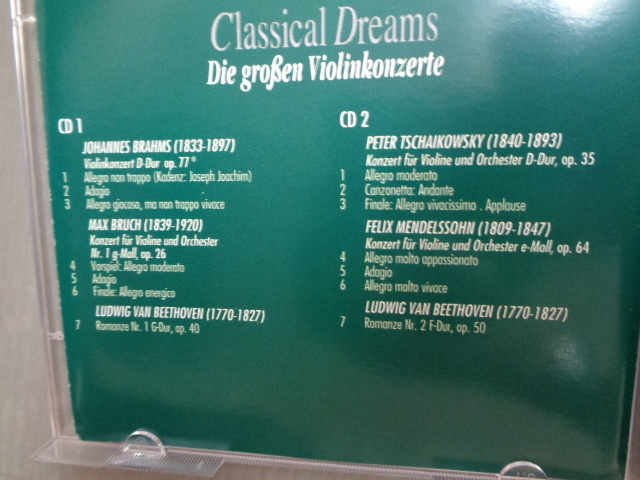 Classical Dreams
Die großen Violinkonzerte
CD 1
JOHANNES BRAHMS (1833-1897)
Violinkonzert D-Dur op. 77*
1 Allegro non troppo (Kadenz: Joseph Joachim)
2 Adagio
3 Allegro giocoso, ma non troppo vivace
MAX BRUCH (1839-1920)
Konzert für Violine und Orchester
Nr. 1 g-Moll, op. 26
4 Vorspiel: Allegro moderato
5 Adagio
6 Finale: Allegro energico
LUDWIG VAN BEETHOVEN (1770-1827)
7 Romanze Nr. 1 G-Dur, op. 40
CD 2
PETER TSCHAIKOWSKY (1840-1893)
Konzert für Violine und Orchester D-Dur, op. 35
1 Allegro moderato
2 Canzonetta: Andante
3 Finale: Allegro vivacissimo . Applause
FELIX MENDELSSOHN (1809-1847)
Konzert für Violine und Orchester e-Moll, op. 64
4 Allegro molto appassionato
5 Adagio
6 Allegro molto vivace
LUDWIG VAN BEETHOVEN (1770-1827)
7 Romanze Nr. 2 F-Dur, op. 50